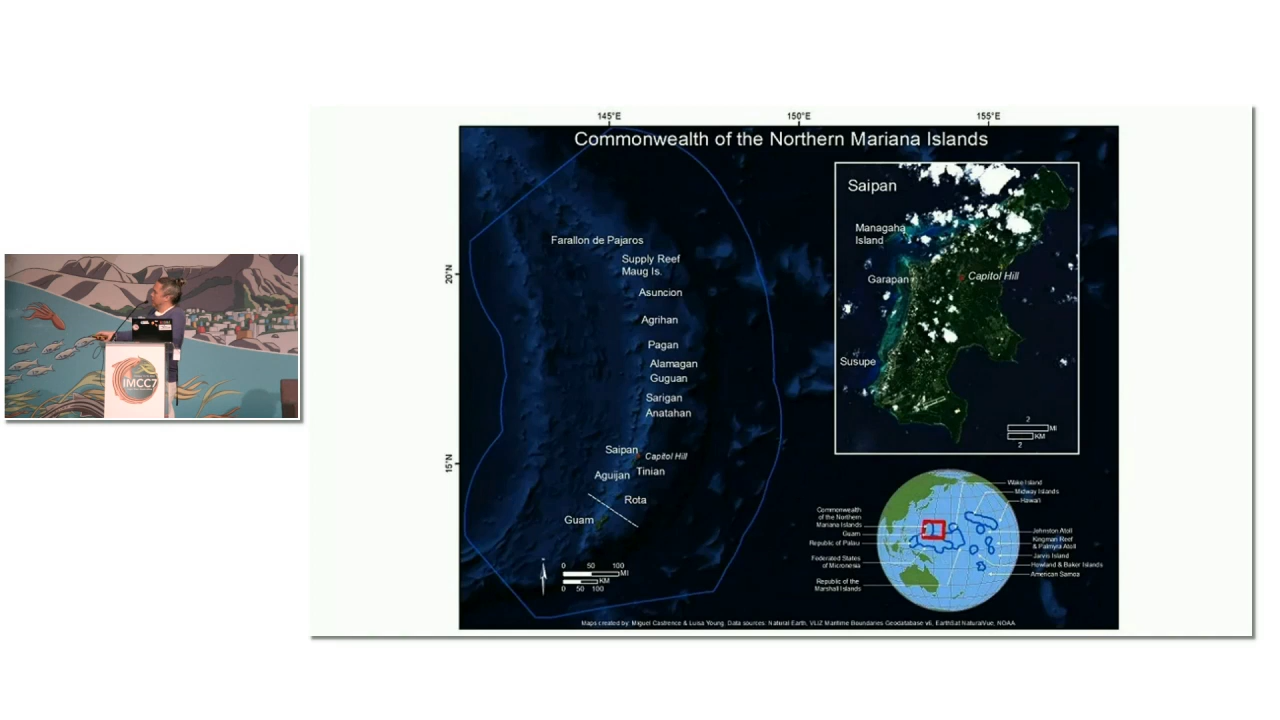 145°E
150°E
155°E
Commonwealth of the Northern Mariana Islands
20°N
15°N
Farallon de Pajaros
Supply Reef
Maug Is.
Asuncion
Agrihan
Pagan
Alamagan
Guguan
Sarigan
Anatahan
Saipan
Capitol Hill
Aguijan
Tinian
Rota
Guam
0 50 100
MI
KM
0 50 100
Saipan
Managaha
Island
Garapan
Capitol Hill
Susupe
2
MI
KM
2
Commonwealth
of the Northern
Mariana Islands
Guam
Republic of Palau
Federated States
of Micronesia
Republic of the
Marshall Islands
Wake Island
Midway Islands
Hawai'i
Johnston Atoll
Kingman Reef
& Palmyra Atoll
Jarvis Island
Howland & Baker Islands
American Samoa
Maps created by: Miguel Castrence & Luisa Young. Data sources: Natural Earth, VLIZ Maritime Boundaries Geodatabase v6, EarthSat NaturalVue, NOAA
IMCC7